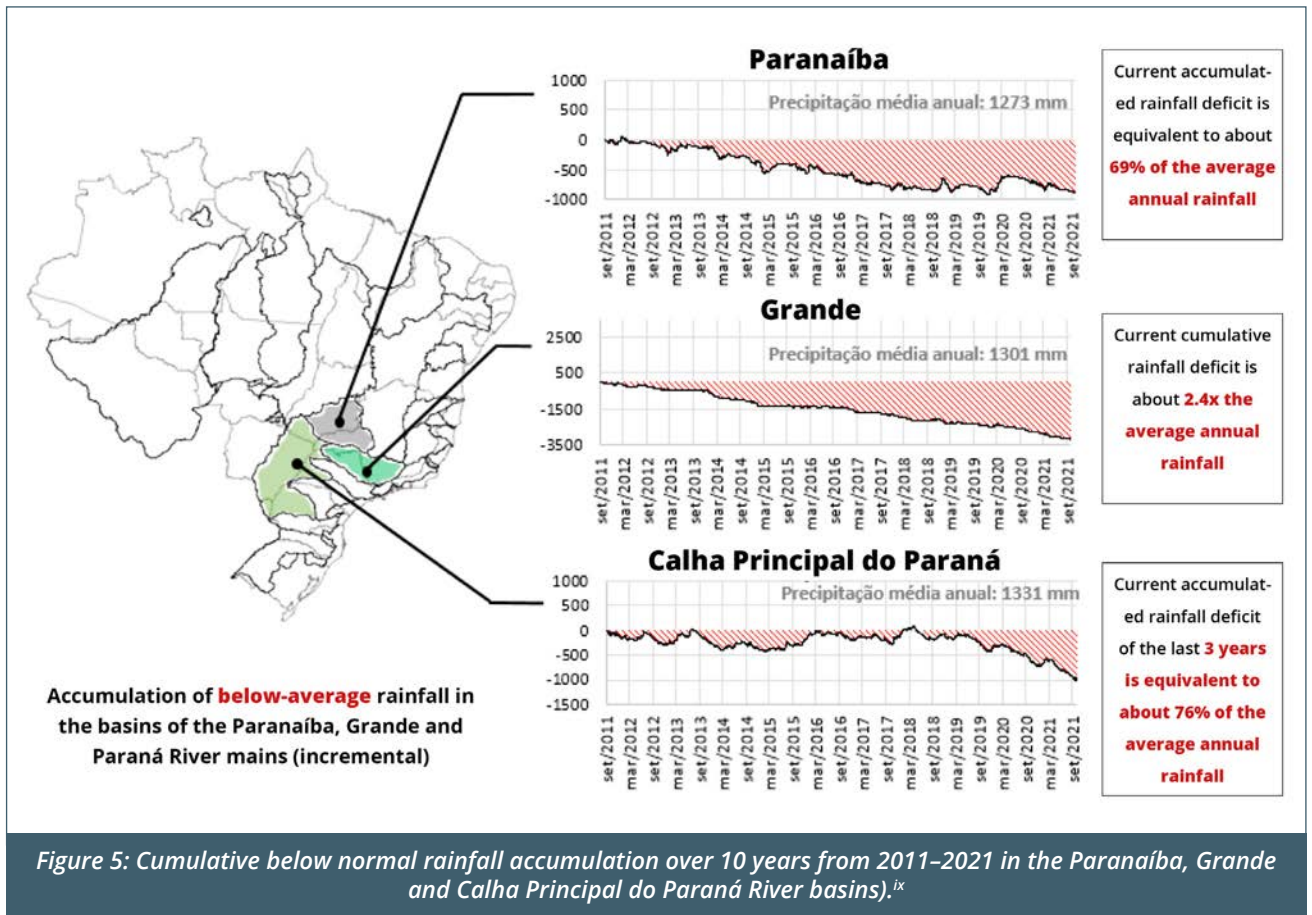 Paranaíba
1000
500
0
-500
-1000
Precipitação média anual: 1273 mm
set/2011
mar/2012
set/2012
mar/2013
set/2013
mar/2014
set/2014
mar/2015
set/2015
mar/2016
set/2016
mar/2017
set/2017
mar/2018
set/2018
mar/2019
set/2019
mar/2020
set/2020
mar/2021
set/2021
Current accumulat-
ed rainfall deficit is
equivalent to about
69% of the average
annual rainfall
Grande
2500
500
-1500
-3500
Precipitação média anual: 1301 mm
set/2011
mar/2012
set/2012
mar/2013
set/2013
mar/2014
set/2014
mar/2015
set/2015
mar/2016
set/2016
mar/2017
set/2017
mar/2018
set/2018
mar/2019
set/2019
mar/2020
set/2020
mar/2021
set/2021
Current cumulative
rainfall deficit is
about 2.4x the
average annual
rainfall
Calha Principal do Paraná
1000
500
0
-500
-1000
-1500
Precipitação média anual: 1331 mm
set/2011
mar/2012
set/2012
mar/2013
set/2013
mar/2014
set/2014
mar/2015
set/2015
mar/2016
set/2016
mar/2017
set/2017
mar/2018
set/2018
mar/2019
set/2019
mar/2020
set/2020
mar/2021
set/2021
Current accumulat-
ed rainfall deficit
of the last 3 years
is equivalent to
about 76% of the
average annual
rainfall
Accumulation of below-average rainfall in
the basins of the Paranaíba, Grande and
Paraná River mains (incremental)
Figure 5: Cumulative below normal rainfall accumulation over 10 years from 2011–2021 in the Paranaíba, Grande
and Calha Principal do Paraná River basins).ix